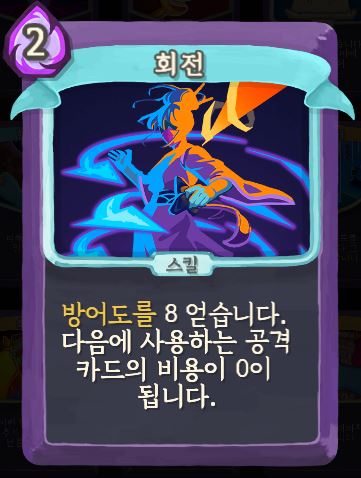 2
회전
스킬
방어도를 8 얻습니다.
다음에 사용하는 공격
카드의 비용이 0이
됩니다.